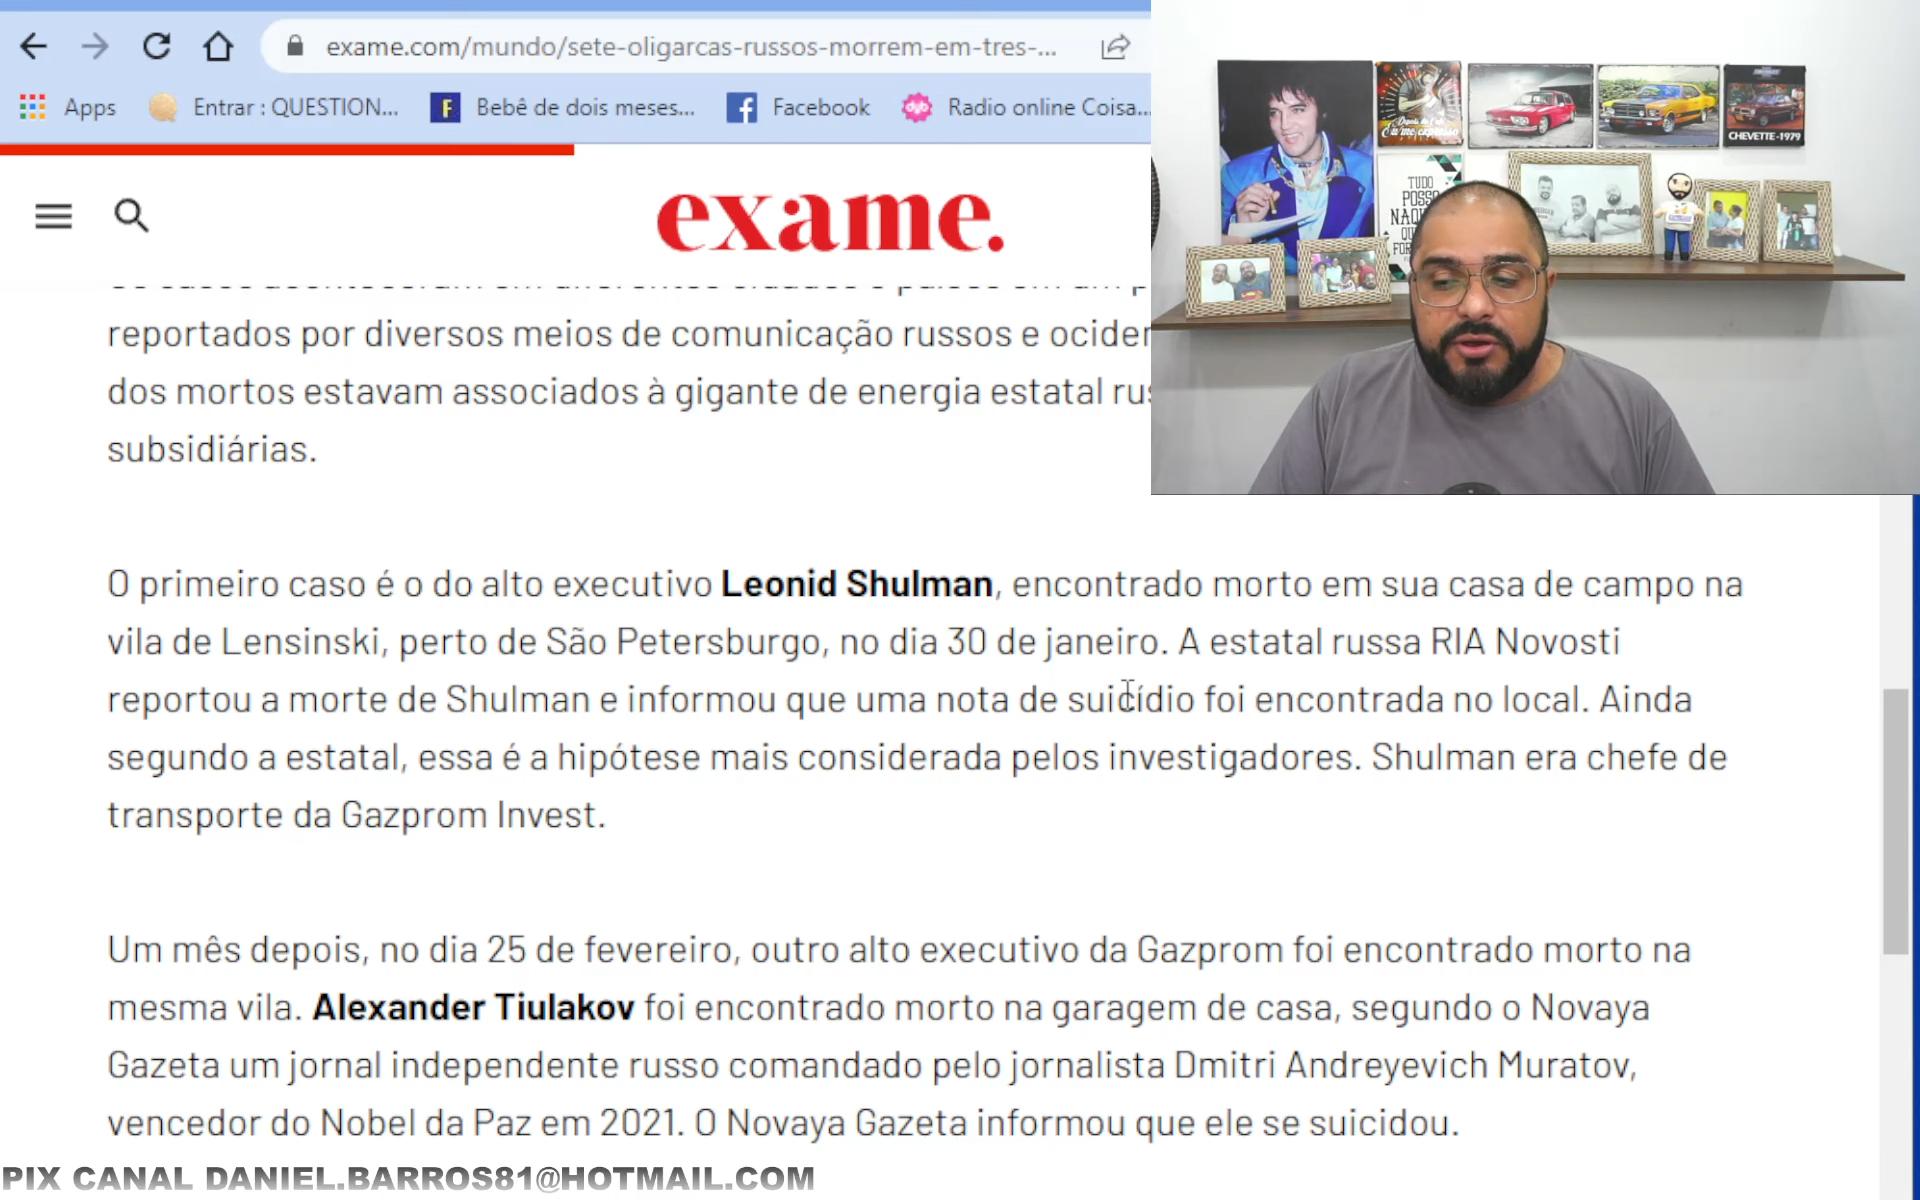 exame.com/mundo/sete-oligarcas-russos-morrem-em-tres-...
Apps
Entrar : QUESTION...
Bebê de dois meses...
Facebook
Radio online Coisa...
exame.
reportados por diversos meios de comunicação russos e
dos mortos estavam associados à gigante de energia estatal
subsidiárias.
O primeiro caso é o do alto executivo Leonid Shulman, encontrado morto em sua casa de campo na
vila de Lensinski, perto de São Petersburgo, no dia 30 de janeiro. A estatal russa RIA Novosti
reportou a morte de Shulman e informou que uma nota de suicídio foi encontrada no local. Ainda
segundo a estatal, essa é a hipótese mais considerada pelos investigadores. Shulman era chefe de
transporte da Gazprom Invest.
Um mês depois, no dia 25 de fevereiro, outro alto executivo da Gazprom foi encontrado morto na
mesma vila. Alexander Tiulakov foi encontrado morto na garagem de casa, segundo o Novaya
Gazeta um jornal independente russo comandado pelo jornalista Dmitri Andreyevich Muratov,
vencedor do Nobel da Paz em 2021. O Novaya Gazeta informou que ele se suicidou.
PIX CANAL DANIEL.BARROS81@HOTMAIL.COM
CHEVETTE-1979
TUDO
POSSO